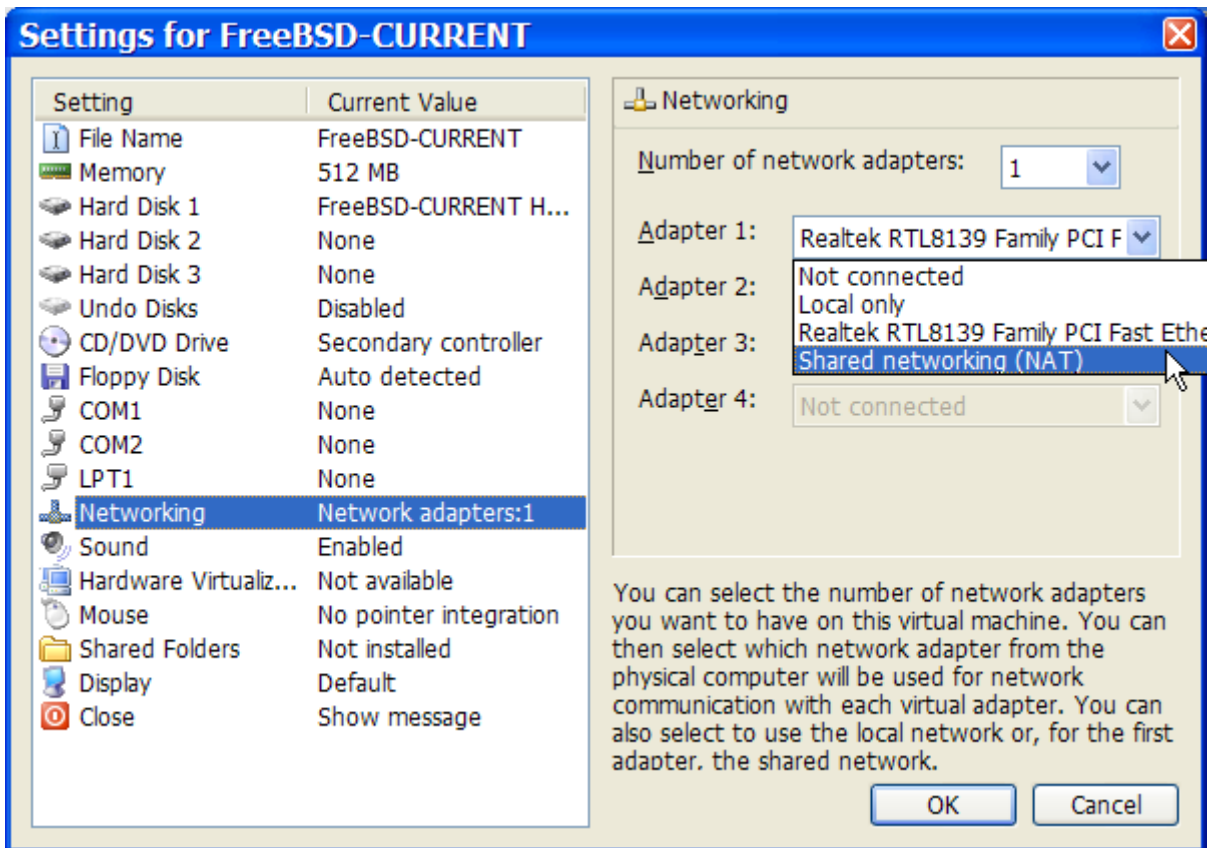 Settings for FreeBSD-CURRENT
Setting Current Value
File Name FreeBSD-CURRENT
Memory 512 MB
Hard Disk 1 FreeBSD-CURRENT H...
Hard Disk 2 None
Hard Disk 3 None
Undo Disks Disabled
CD/DVD Drive Secondary controller
Floppy Disk Auto detected
COM1 None
COM2 None
LPT1 None
Networking Network adapters:1
Sound Enabled
Hardware Virtualiz... Not available
Mouse No pointer integration
Shared Folders Not installed
Display Default
Close Show message
Networking
Number of network adapters: 1
Adapter 1: Realtek RTL8139 Family PCI F
Not connected
Local only
Realtek RTL8139 Family PCI Fast Ethe
Shared networking (NAT)
Adapter 2:
Adapter 3:
Adapter 4: Not connected
You can select the number of network adapters
you want to have on this virtual machine. You can
then select which network adapter from the
physical computer will be used for network
communication with each virtual adapter. You can
also select to use the local network or, for the first
adapter, the shared network.
OK Cancel